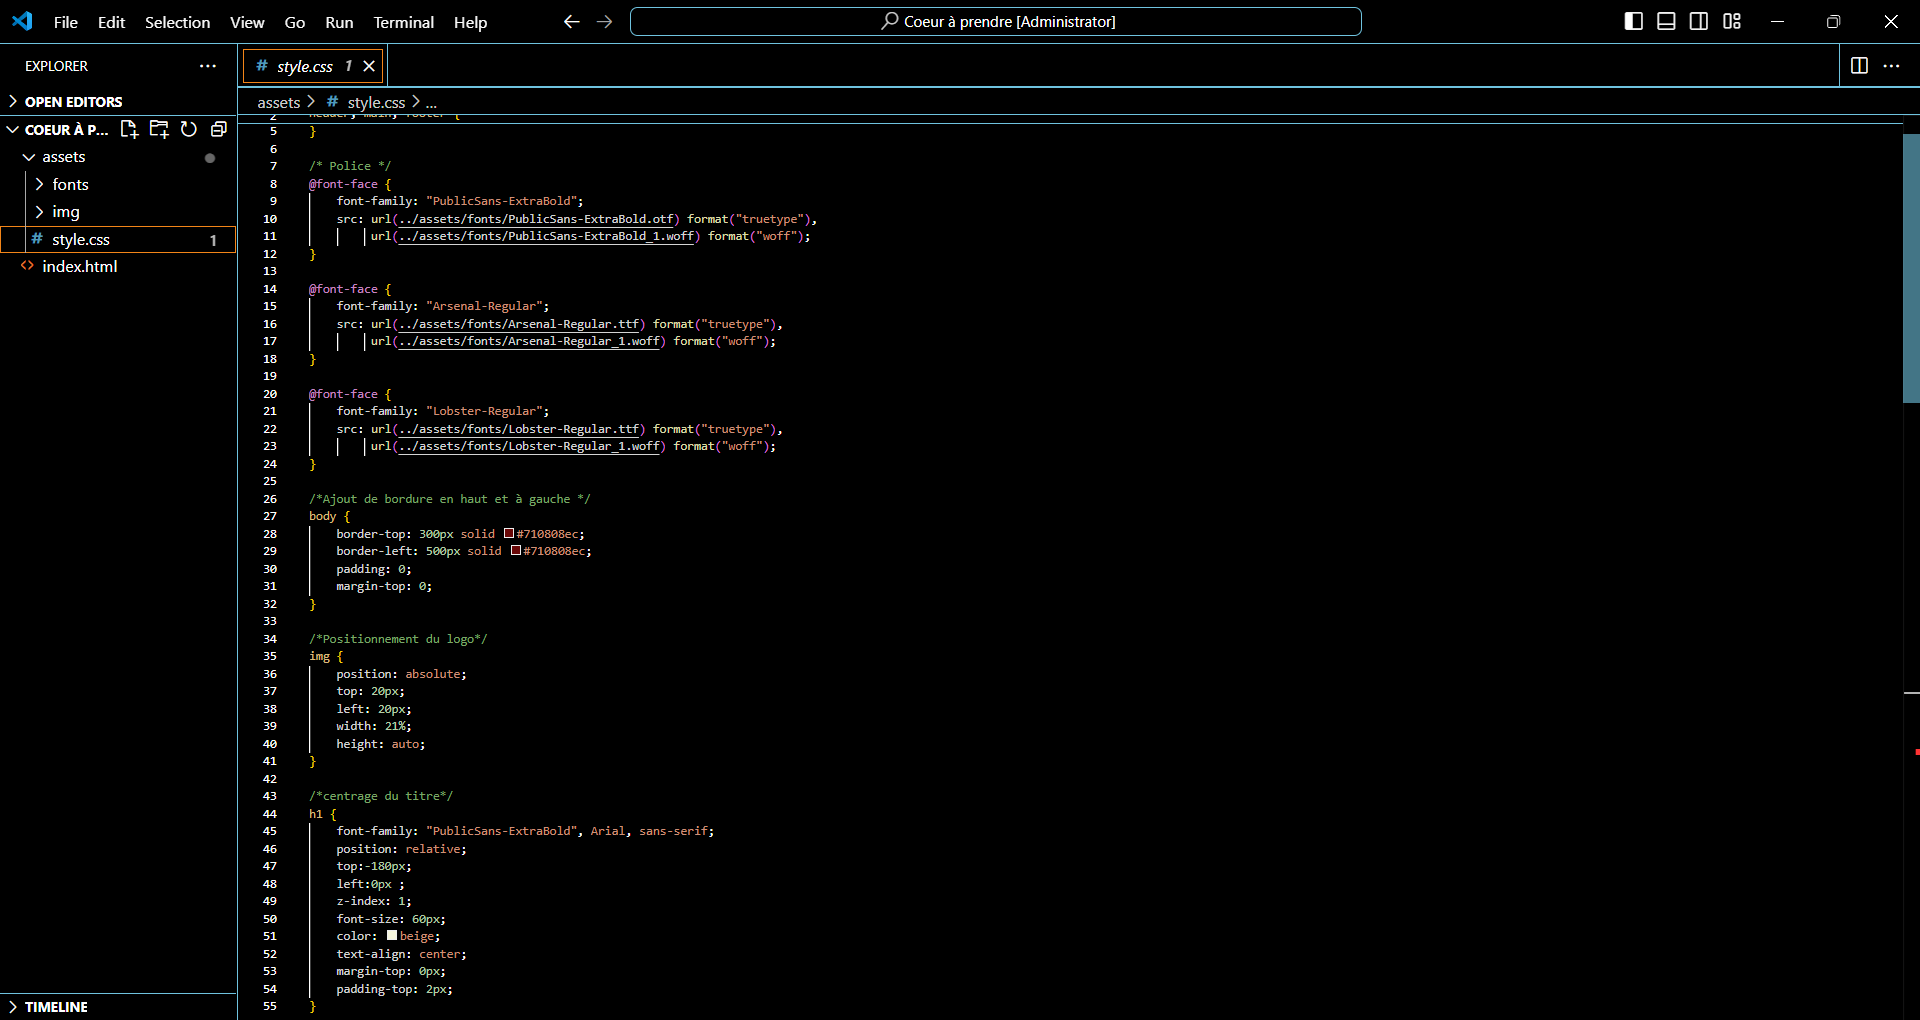 File Edit Selection View Go Run Terminal Help
Coeur à prendre [Administrator]
EXPLORER
OPEN EDITORS
COEUR À P...
assets
fonts
img
# style.css 1
<> index.html
TIMELINE
# style.css 1
assets > # style.css > ...
2 header, main, footer {
5 }
6
7 /* Police */
8 @font-face {
9 font-family: "PublicSans-ExtraBold";
10 src: url(../assets/fonts/PublicSans-ExtraBold.otf) format("truetype"),
11 url(../assets/fonts/PublicSans-ExtraBold_1.woff) format("woff");
12 }
13
14 @font-face {
15 font-family: "Arsenal-Regular";
16 src: url(../assets/fonts/Arsenal-Regular.ttf) format("truetype"),
17 url(../assets/fonts/Arsenal-Regular_1.woff) format("woff");
18 }
19
20 @font-face {
21 font-family: "Lobster-Regular";
22 src: url(../assets/fonts/Lobster-Regular.ttf) format("truetype"),
23 url(../assets/fonts/Lobster-Regular_1.woff) format("woff");
24 }
25
26 /*Ajout de bordure en haut et à gauche */
27 body {
28 border-top: 300px solid #710808ec;
29 border-left: 500px solid #710808ec;
30 padding: 0;
31 margin-top: 0;
32 }
33
34 /*Positionnement du logo*/
35 img {
36 position: absolute;
37 top: 20px;
38 left: 20px;
39 width: 21%;
40 height: auto;
41 }
42
43 /*centrage du titre*/
44 h1 {
45 font-family: "PublicSans-ExtraBold", Arial, sans-serif;
46 position: relative;
47 top:-180px;
48 left:0px ;
49 z-index: 1;
50 font-size: 60px;
51 color: beige;
52 text-align: center;
53 margin-top: 0px;
54 padding-top: 2px;
55 }